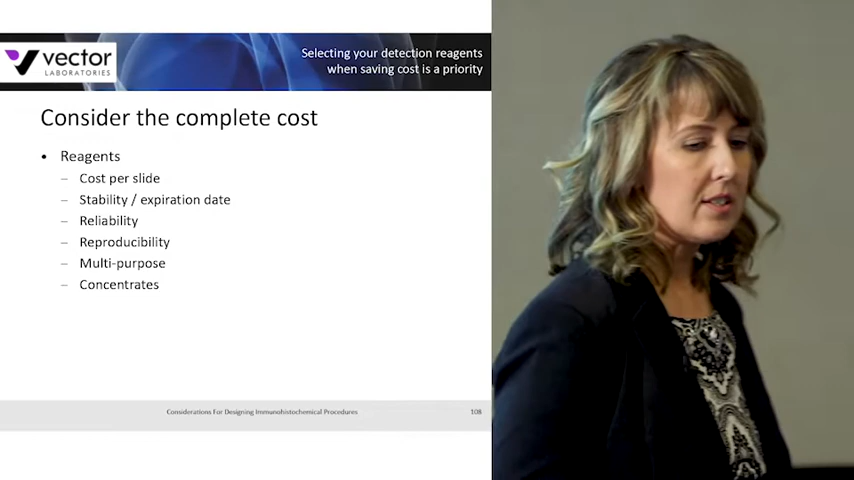 vector
LABORATORIES
Selecting your detection reagents
when saving cost is a priority
Consider the complete cost
• Reagents
– Cost per slide
– Stability / expiration date
– Reliability
– Reproducibility
– Multi-purpose
– Concentrates
Considerations For Designing Immunohistochemical Procedures
108